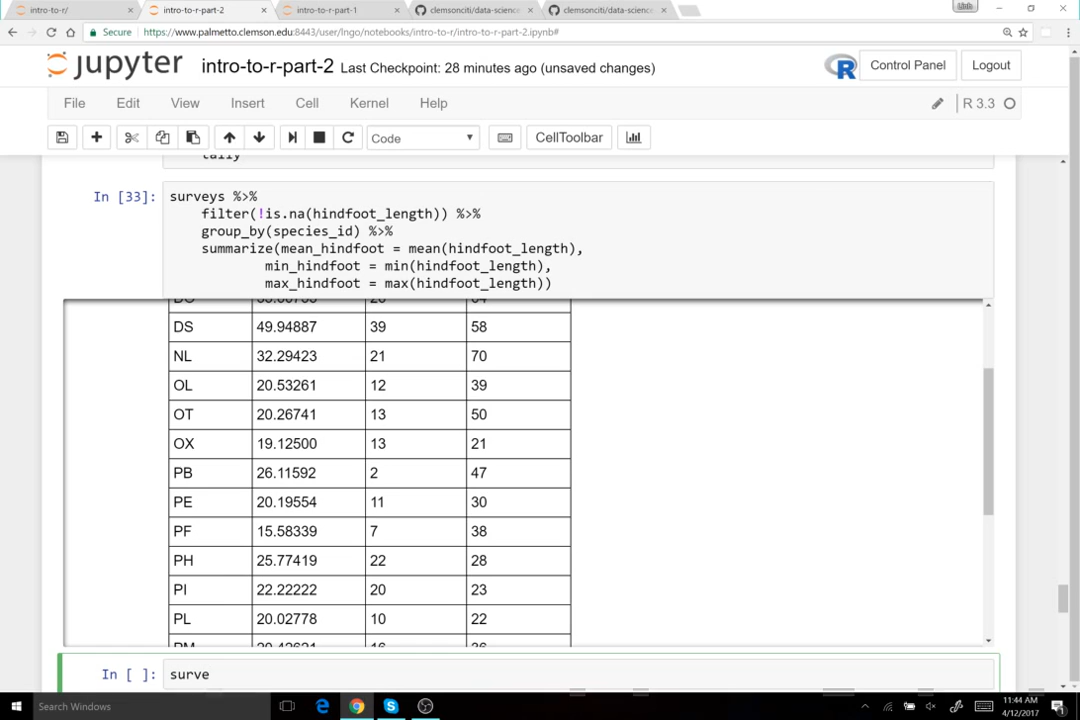 intro-to-r/
intro-to-r-part-2
intro-to-r-part-1
clemsonciti/data-science
clemsonciti/data-science
Secure
https://www.palmetto.clemson.edu:8443/user/lngo/notebooks/intro-to-r/intro-to-r-part-2.ipynb#
jupyter
intro-to-r-part-2 Last Checkpoint: 28 minutes ago (unsaved changes)
R
Control Panel
Logout
File Edit View Insert Cell Kernel Help
R 3.3
Code
CellToolbar
tally
In [33]:
surveys %>%
filter(!is.na(hindfoot_length)) %>%
group_by(species_id) %>%
summarize(mean_hindfoot = mean(hindfoot_length),
min_hindfoot = min(hindfoot_length),
max_hindfoot = max(hindfoot_length))
DS 49.94887 39 58
NL 32.29423 21 70
OL 20.53261 12 39
OT 20.26741 13 50
OX 19.12500 13 21
PB 26.11592 2 47
PE 20.19554 11 30
PF 15.58339 7 38
PH 25.77419 22 28
PI 22.22222 20 23
PL 20.02778 10 22
In [ ]: surve
Search Windows
11:44 AM
4/12/2017